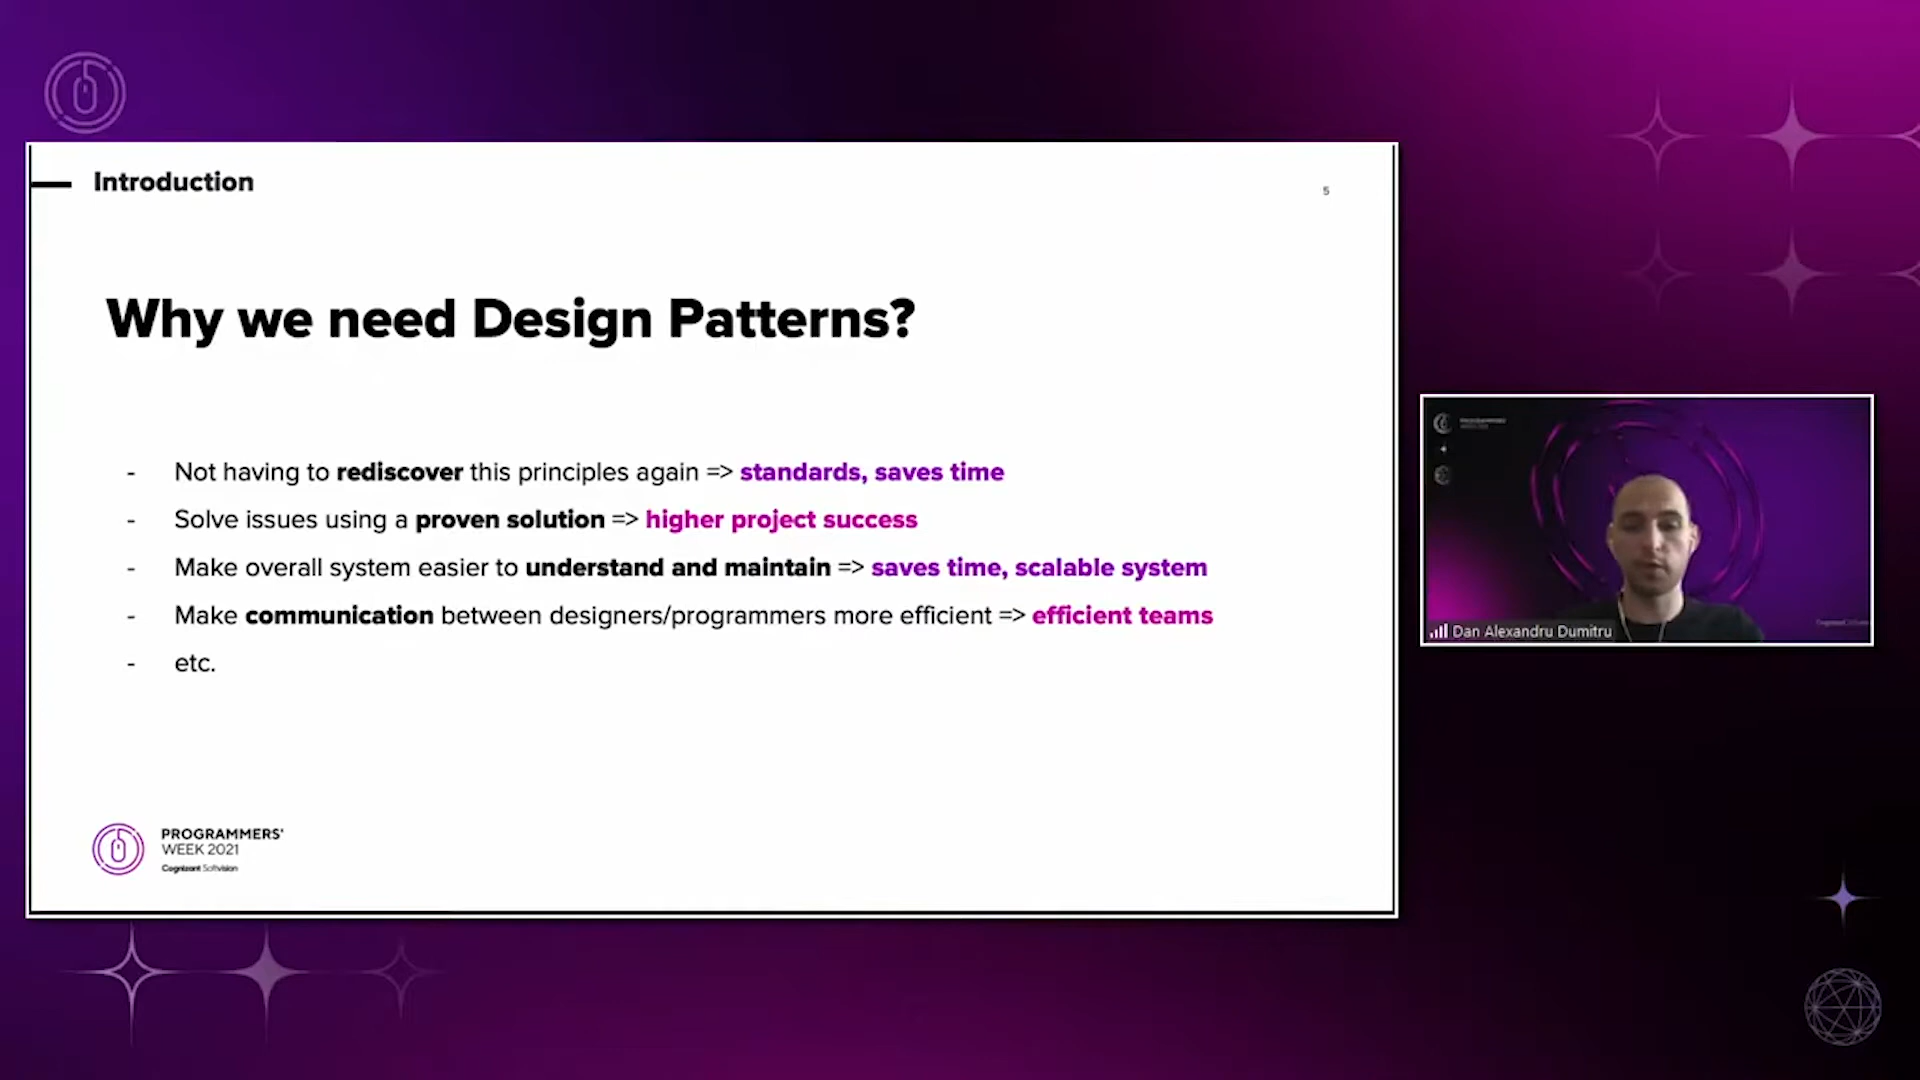 Introduction
5
Why we need Design Patterns?
- Not having to rediscover this principles again => standards, saves time
- Solve issues using a proven solution => higher project success
- Make overall system easier to understand and maintain => saves time, scalable system
- Make communication between designers/programmers more efficient => efficient teams
- etc.
PROGRAMMERS'
WEEK 2021
Cognizant Softvision
Dan Alexandru Dumitru